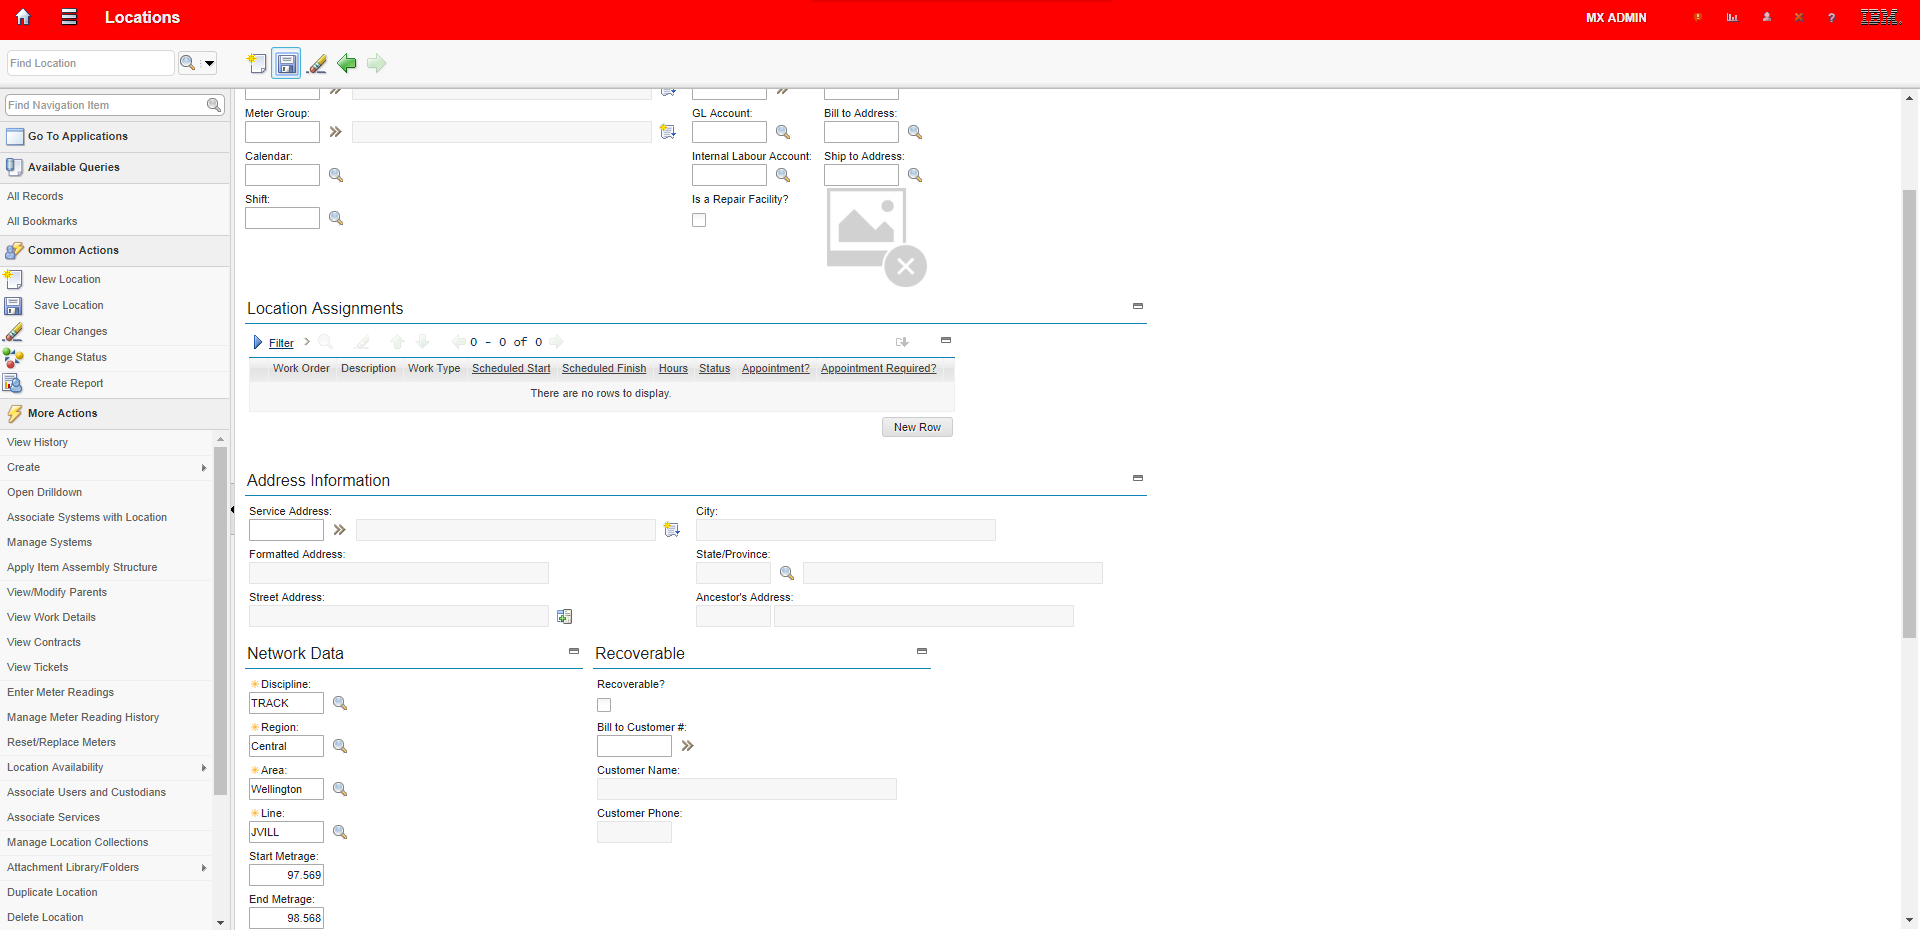 Locations
MX ADMIN
?
IBM.
Find Location
Find Navigation Item
Go To Applications
Available Queries
All Records
All Bookmarks
Common Actions
New Location
Save Location
Clear Changes
Change Status
Create Report
More Actions
View History
Create
Open Drilldown
Associate Systems with Location
Manage Systems
Apply Item Assembly Structure
View/Modify Parents
View Work Details
View Contracts
View Tickets
Enter Meter Readings
Manage Meter Reading History
Reset/Replace Meters
Location Availability
Associate Users and Custodians
Associate Services
Manage Location Collections
Attachment Library/Folders
Duplicate Location
Delete Location
Meter Group:
GL Account:
Bill to Address:
Calendar:
Internal Labour Account:
Ship to Address:
Shift:
Is a Repair Facility?
Location Assignments
Filter
0 - 0 of 0
Work Order Description Work Type Scheduled Start Scheduled Finish Hours Status Appointment? Appointment Required?
There are no rows to display.
New Row
Address Information
Service Address:
City:
Formatted Address:
State/Province:
Street Address:
Ancestor's Address:
Network Data
Discipline:
TRACK
Region:
Central
Area:
Wellington
Line:
JVILL
Start Metrage:
97.569
End Metrage:
98.568
Recoverable
Recoverable?
Bill to Customer #:
Customer Name:
Customer Phone: